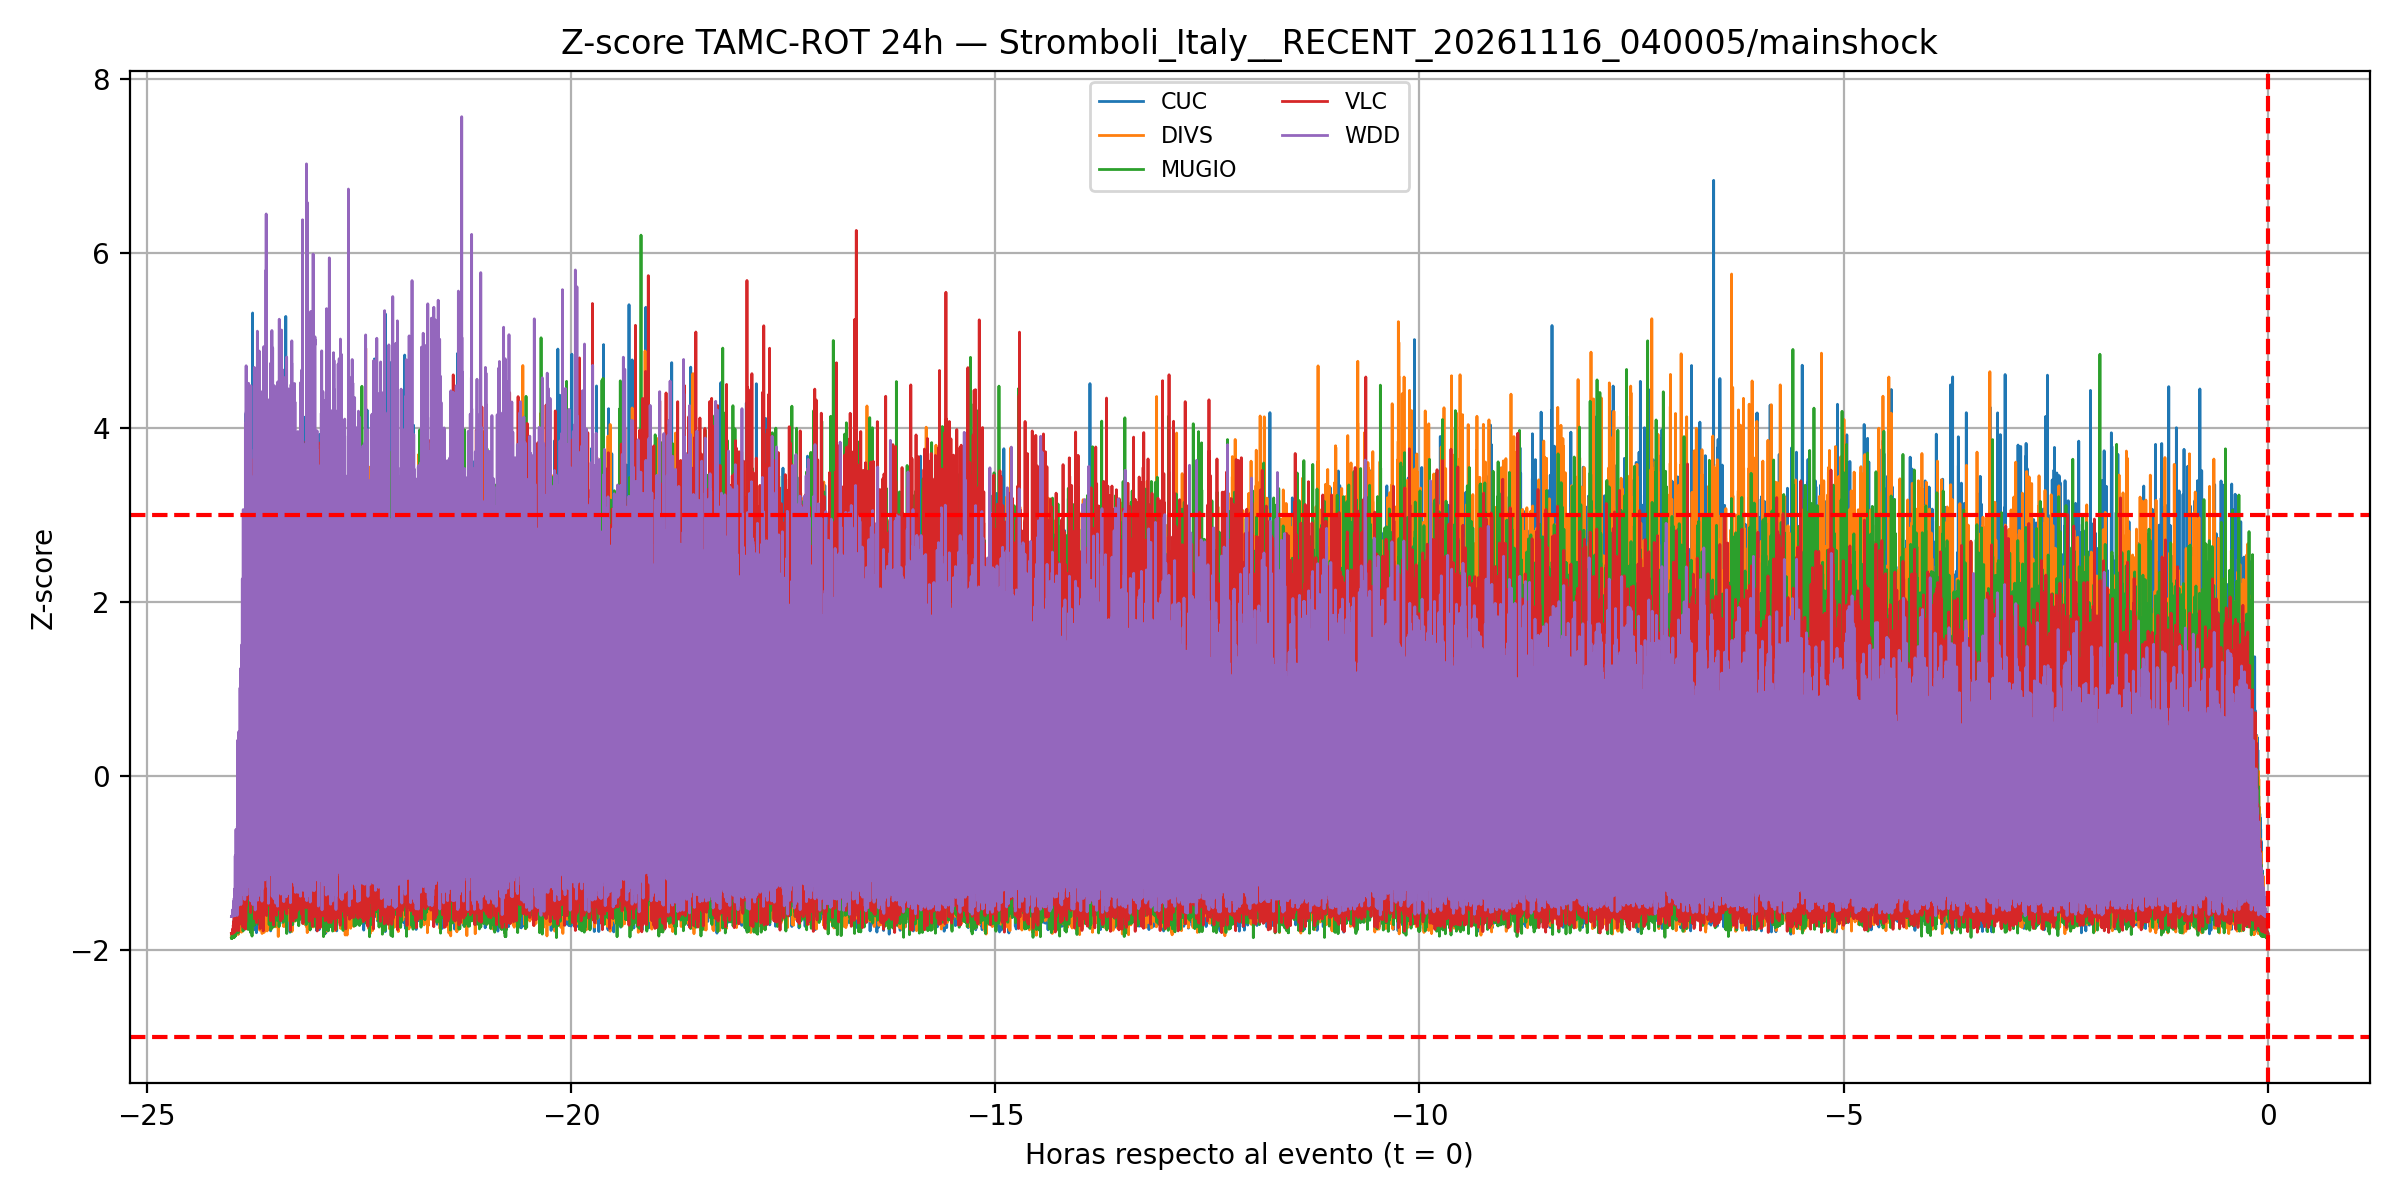 Z-score TAMC-ROT 24h — Stromboli_Italy__RECENT_20261116_040005/mainshock
CUC
DIVS
MUGIO
VLC
WDD
Z-score
8
6
4
2
0
−2
−25
−20
−15
−10
−5
0
Horas respecto al evento (t = 0)